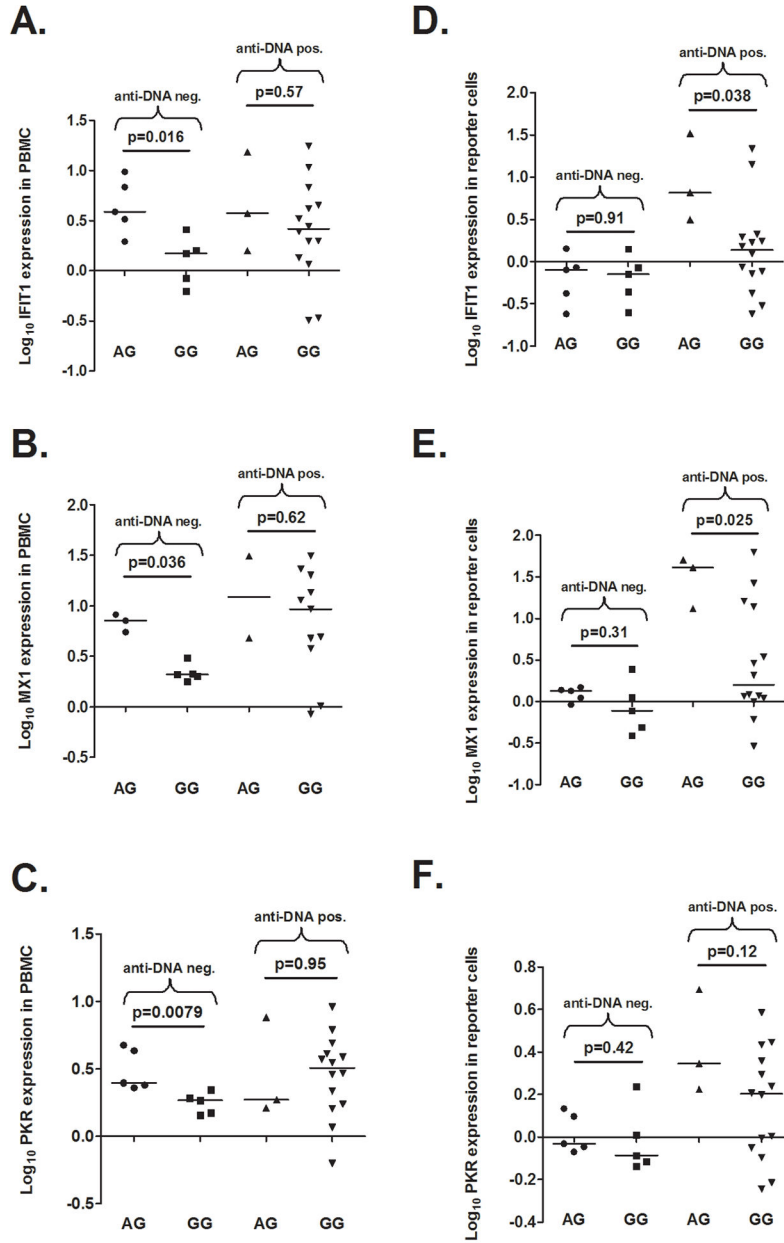 A.
anti-DNA pos.
anti-DNA neg.
p=0.57
p=0.016
Log10 IFIT1 expression in PBMC
1.5
1.0
0.5
0.0
0.5
-1.0
AG GG AG GG
D.
anti-DNA pos.
p=0.038
anti-DNA neg.
p=0.91
Log10 IFIT1 expression in reporter cells
2.0
1.5
1.0
0.5
0.0
-0.5
-1.0
AG GG AG GG
B.
anti-DNA pos.
anti-DNA neg.
p=0.62
p=0.036
Log10 MX1 expression in PBMC
2.0
1.5
1.0
0.5
0.0
-0.5
AG GG AG GG
E.
anti-DNA pos.
p=0.025
anti-DNA neg.
p=0.31
Log10 MX1 expression in reporter cells
2.0
1.5
1.0
0.5
0.0
-0.5
-1.0
AG GG AG GG
C.
anti-DNA pos.
anti-DNA neg.
p=0.95
p=0.0079
Log10 PKR expression in PBMC
1.5
1.0
0.5
0.0
-0.5
AG GG AG GG
F.
anti-DNA pos.
p=0.12
anti-DNA neg.
p=0.42
Log10 PKR expression in reporter cells
0.8
0.6
0.4
0.2
-0.0
-0.2
-0.4
AG GG AG GG